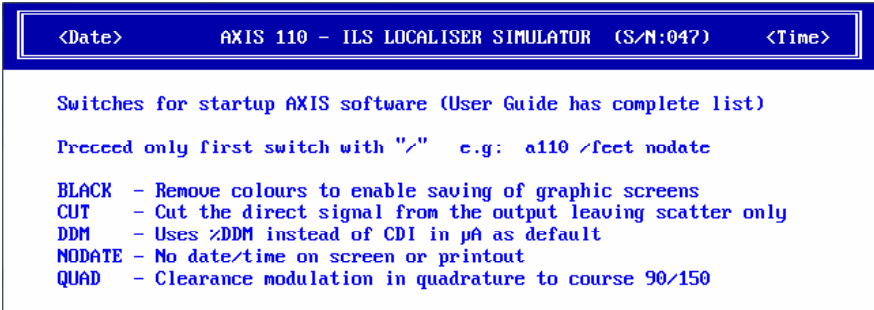 <Date> AXIS 110 - ILS LOCALISER SIMULATOR (S/N:047) <Time>
Switches for startup AXIS software (User Guide has complete list)
Preceed only first switch with "/" e.g: a110 /feet nodate
BLACK - Remove colours to enable saving of graphic screens
CUT - Cut the direct signal from the output leaving scatter only
DDM - Uses %DDM instead of CDI in µA as default
NODATE - No date/time on screen or printout
QUAD - Clearance modulation in quadrature to course 90/150